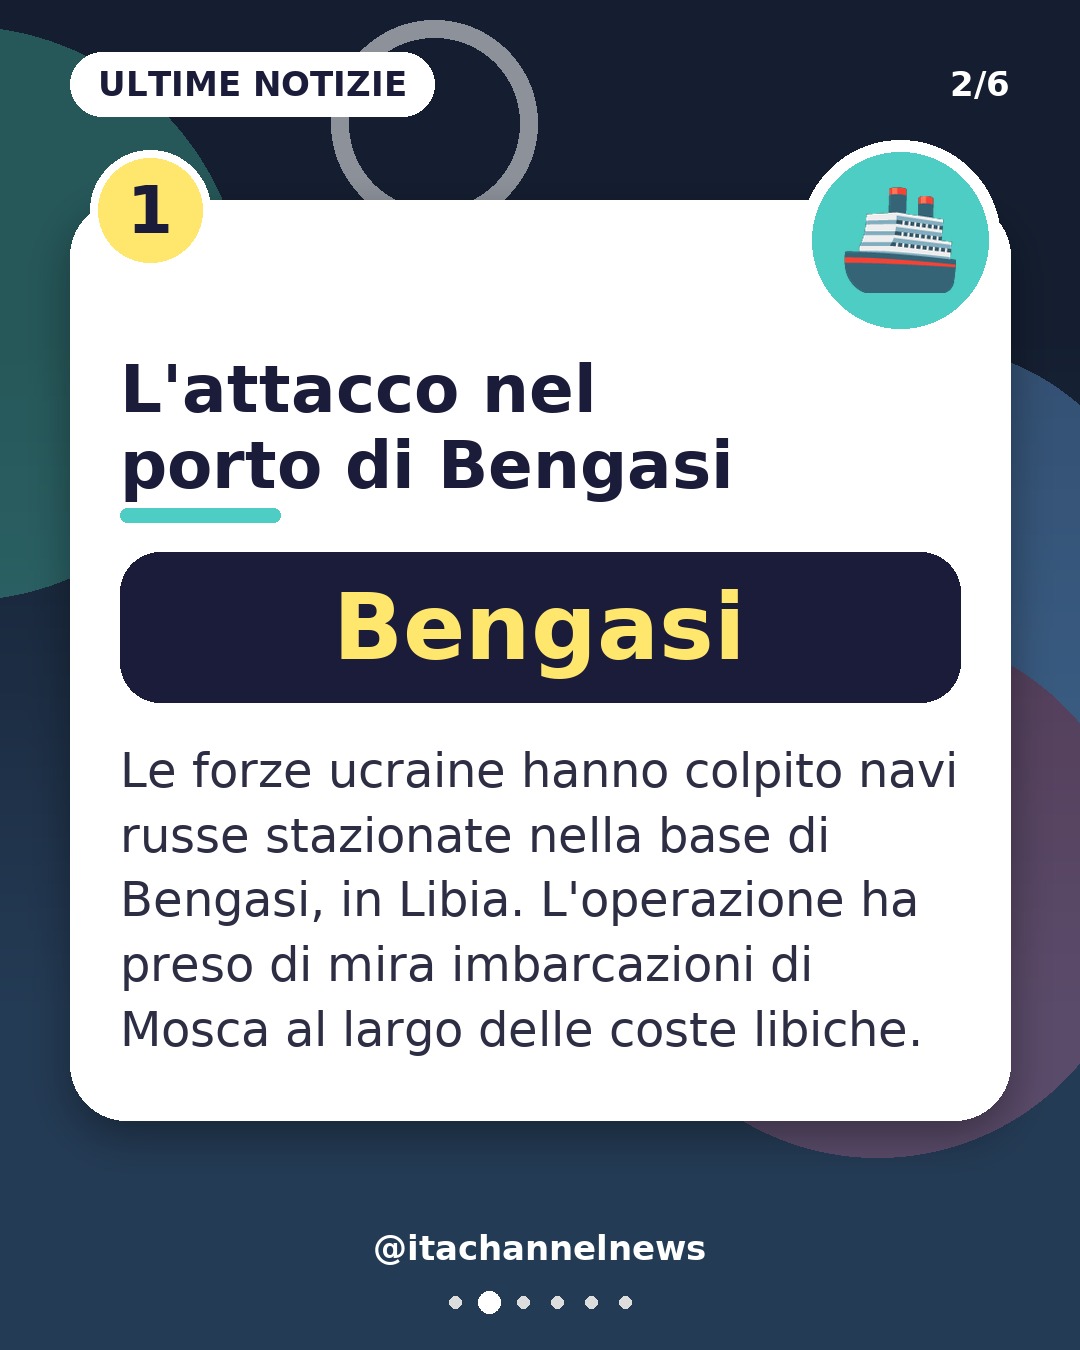 ULTIME NOTIZIE
2/6
1
L'attacco nel
porto di Bengasi
Bengasi
Le forze ucraine hanno colpito navi
russe stazionate nella base di
Bengasi, in Libia. L'operazione ha
preso di mira imbarcazioni di
Mosca al largo delle coste libiche.
@itachannelnews